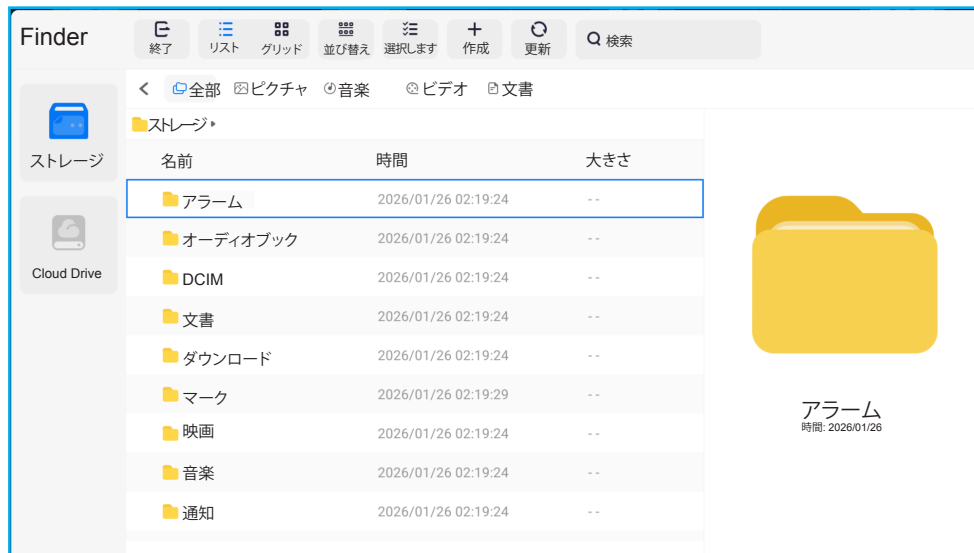 Finder
終了 リスト グリッド 並び替え 選択します 作成 更新 検索
全部 ピクチャ 音楽 ビデオ 文書
ストレージ
ストレージ
Cloud Drive
名前 時間 大きさ
アラーム 2026/01/26 02:19:24 --
オーディオブック 2026/01/26 02:19:24 --
DCIM 2026/01/26 02:19:24 --
文書 2026/01/26 02:19:24 --
ダウンロード 2026/01/26 02:19:24 --
マーク 2026/01/26 02:19:29 --
映画 2026/01/26 02:19:24 --
音楽 2026/01/26 02:19:24 --
通知 2026/01/26 02:19:24 --
アラーム
時間: 2026/01/26